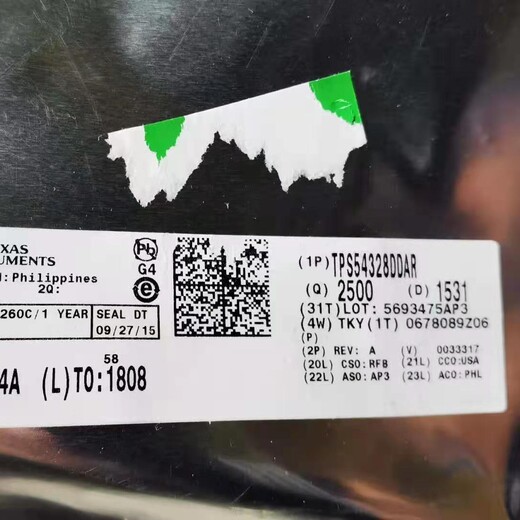 XAS
UMENTS
: Philippines
2Q:
G4
e
260C/1 YEAR
SEAL DT
09/27/15
58
4A (L)TO:1808
(1P) TPS54328DDAR
(Q) 2500 (D) 1531
(31T)LOT: 5693475AP3
(4W) TKY(1T) 0678089Z06
(P)
(2P) REV: A (V) 0033317
(20L) CSO:RFB (21L) CCO:USA
(22L) ASO:AP3 (23L) ACO:PHL